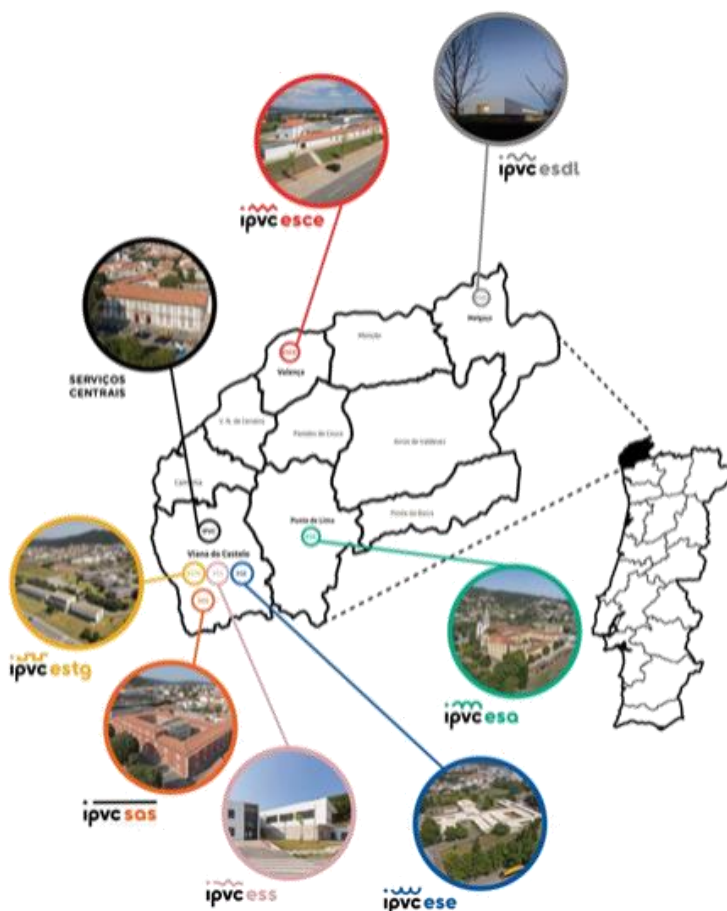 ipvc esdl
ipvc esce
SERVIÇOS
CENTRAIS
Melgaço
Monção
Valença
V. N. de Cerveira
Paredes de Coura
Arcos de Valdevez
Caminha
Ponte da Barca
Ponte de Lima
IPVC
Viana do Castelo
ipvc estg
ipvc esa
ipvc sas
ipvc ess
ipvc ese